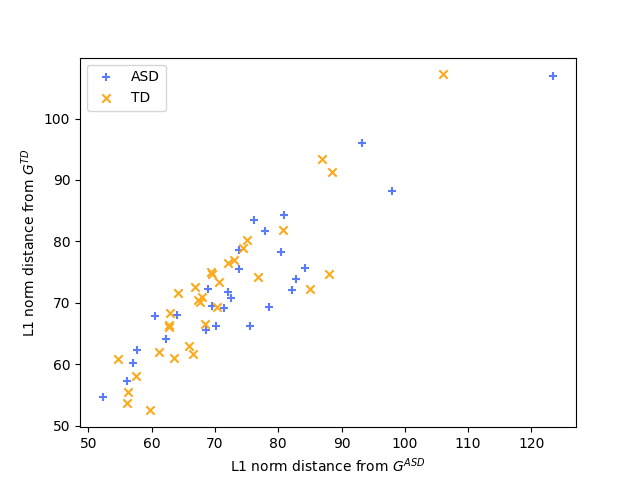 ASD
TD
100
90
80
70
60
50
50 60 70 80 90 100 110 120
L1 norm distance from G^{TD}
L1 norm distance from G^{ASD}